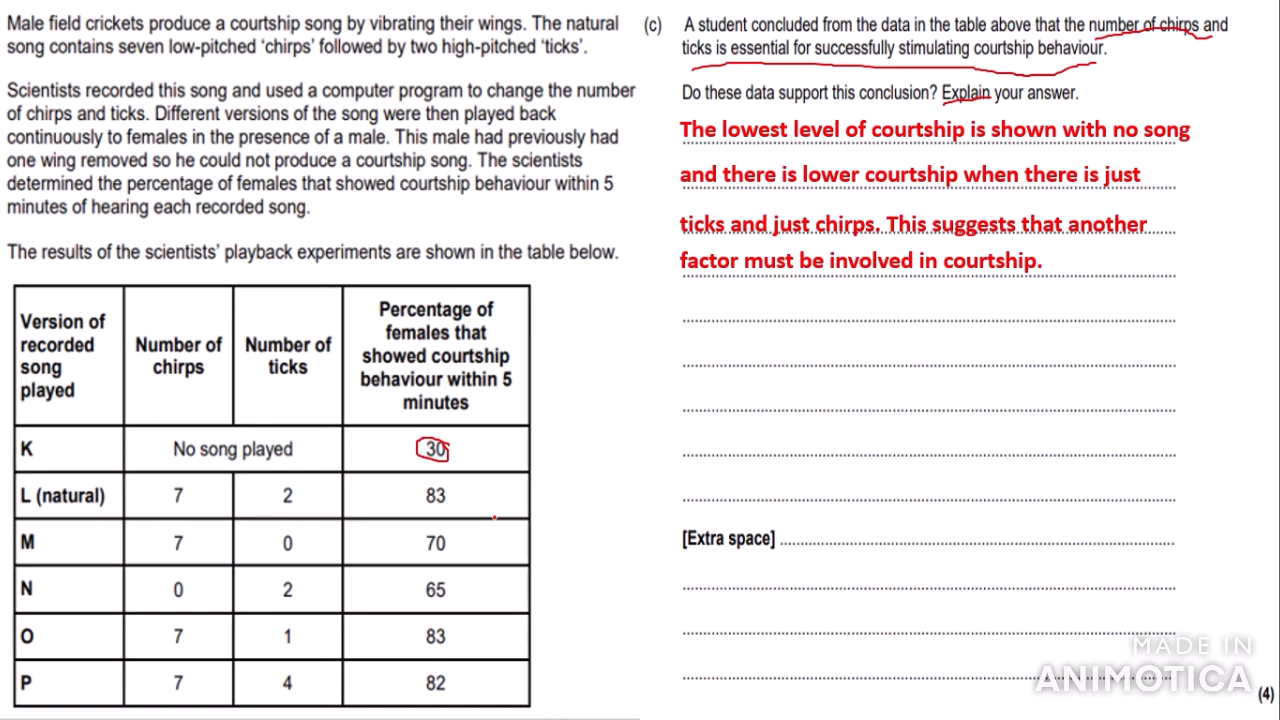 Male field crickets produce a courtship song by vibrating their wings. The natural
song contains seven low-pitched ‘chirps’ followed by two high-pitched ‘ticks’.
Scientists recorded this song and used a computer program to change the number
of chirps and ticks. Different versions of the song were then played back
continuously to females in the presence of a male. This male had previously had
one wing removed so he could not produce a courtship song. The scientists
determined the percentage of females that showed courtship behaviour within 5
minutes of hearing each recorded song.
The results of the scientists’ playback experiments are shown in the table below.
Version of recorded song played | Number of chirps | Number of ticks | Percentage of females that showed courtship behaviour within 5 minutes
K | No song played | 30
L (natural) | 7 | 2 | 83
M | 7 | 0 | 70
N | 0 | 2 | 65
O | 7 | 1 | 83
P | 7 | 4 | 82
(c) A student concluded from the data in the table above that the number of chirps and
ticks is essential for successfully stimulating courtship behaviour.
Do these data support this conclusion? Explain your answer.
The lowest level of courtship is shown with no song
and there is lower courtship when there is just
ticks and just chirps. This suggests that another
factor must be involved in courtship.
[Extra space]
(4)
MADE IN
ANIMOTICA